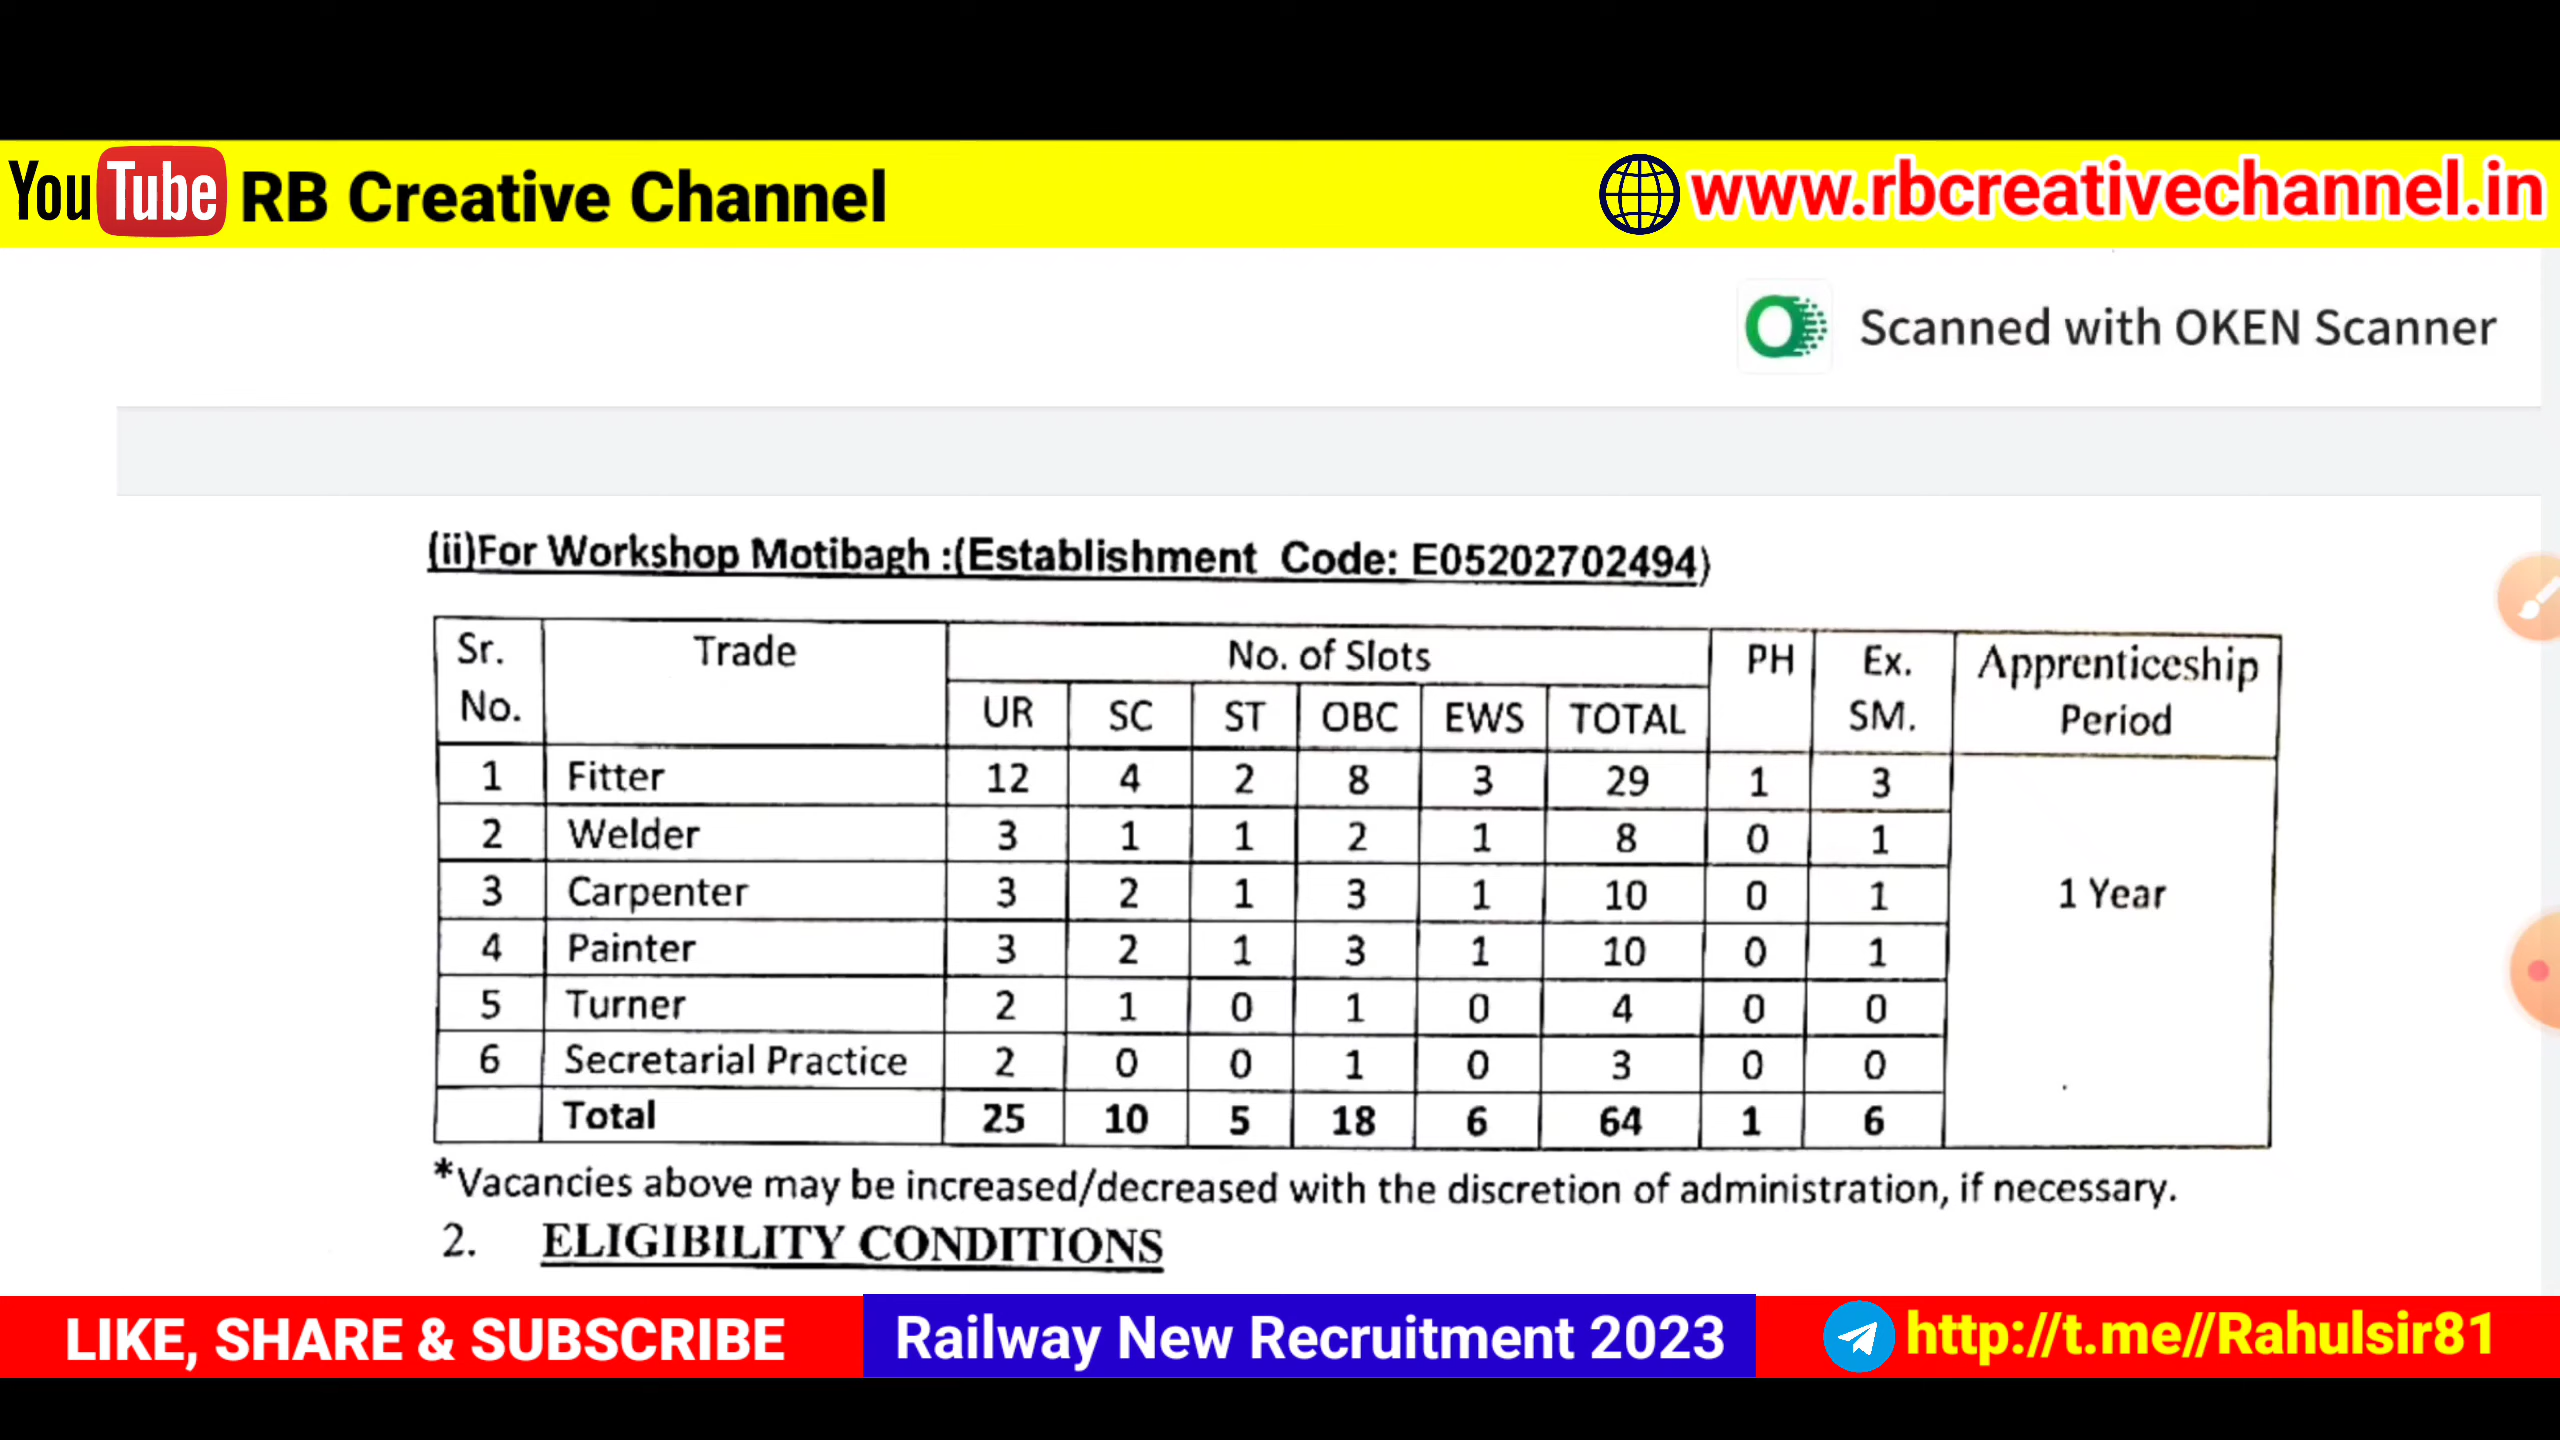 YouTube RB Creative Channel
www.rbcreativechannel.in
Scanned with OKEN Scanner
(ii)For Workshop Motibagh :(Establishment Code: E05202702494)
Sr. No. Trade No. of Slots PH Ex. SM. Apprenticeship Period
UR SC ST OBC EWS TOTAL
1 Fitter 12 4 2 8 3 29 1 3
2 Welder 3 1 1 2 1 8 0 1
3 Carpenter 3 2 1 3 1 10 0 1 1 Year
4 Painter 3 2 1 3 1 10 0 1
5 Turner 2 1 0 1 0 4 0 0
6 Secretarial Practice 2 0 0 1 0 3 0 0
Total 25 10 5 18 6 64 1 6
*Vacancies above may be increased/decreased with the discretion of administration, if necessary.
2. ELIGIBILITY CONDITIONS
LIKE, SHARE & SUBSCRIBE
Railway New Recruitment 2023
http://t.me//Rahulsir81